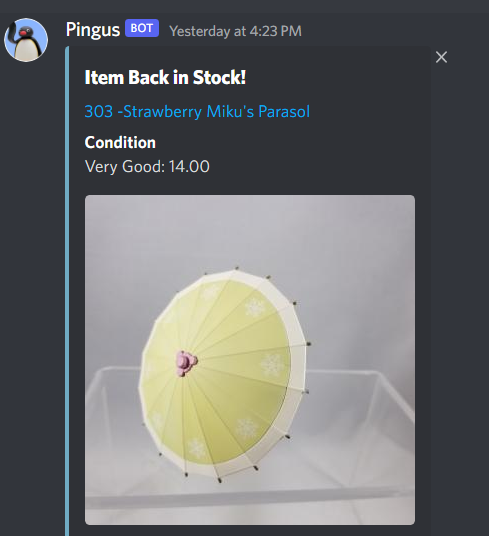 Pingus BOT Yesterday at 4:23 PM
Item Back in Stock!
303 -Strawberry Miku's Parasol
Condition
Very Good: 14.00